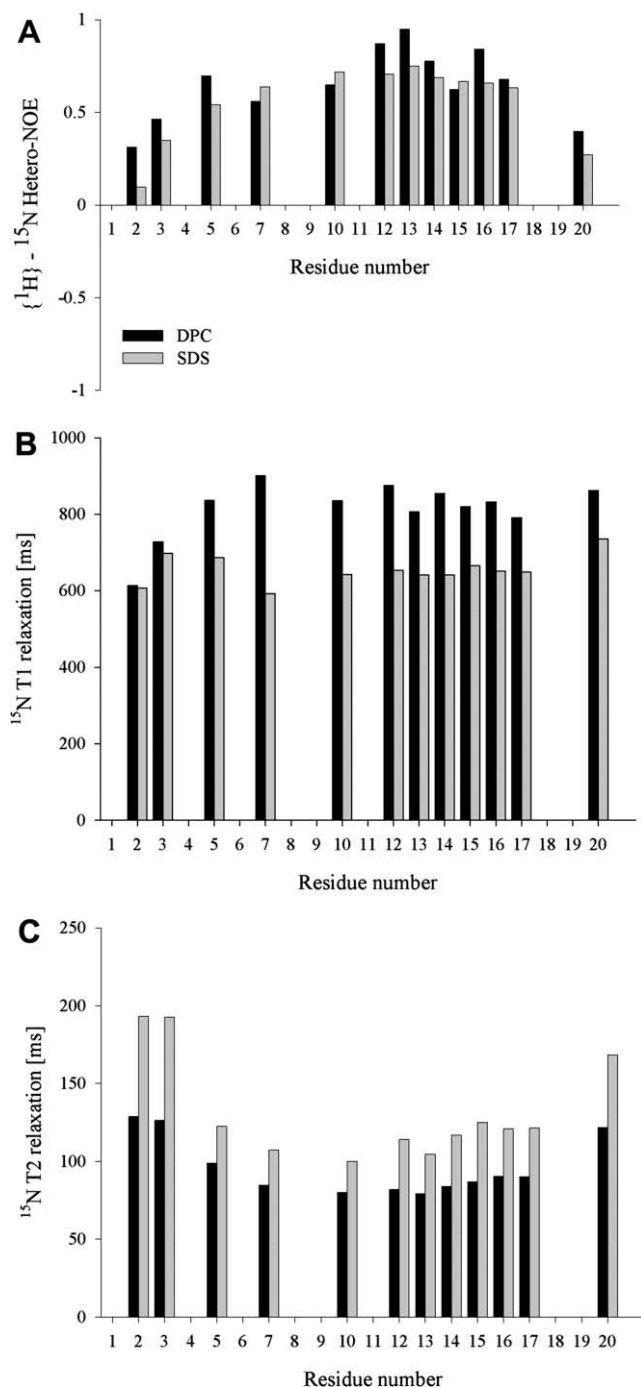 A
1
0.5
0
-0.5
-1
{¹H} - ¹⁵N Hetero-NOE
1 2 3 4 5 6 7 8 9 10 11 12 13 14 15 16 17 18 19 20
Residue number
DPC
SDS
B
1000
800
600
400
200
0
¹⁵N T1 relaxation [ms]
1 2 3 4 5 6 7 8 9 10 11 12 13 14 15 16 17 18 19 20
Residue number
C
250
200
150
100
50
0
¹⁵N T2 relaxation [ms]
1 2 3 4 5 6 7 8 9 10 11 12 13 14 15 16 17 18 19 20
Residue number